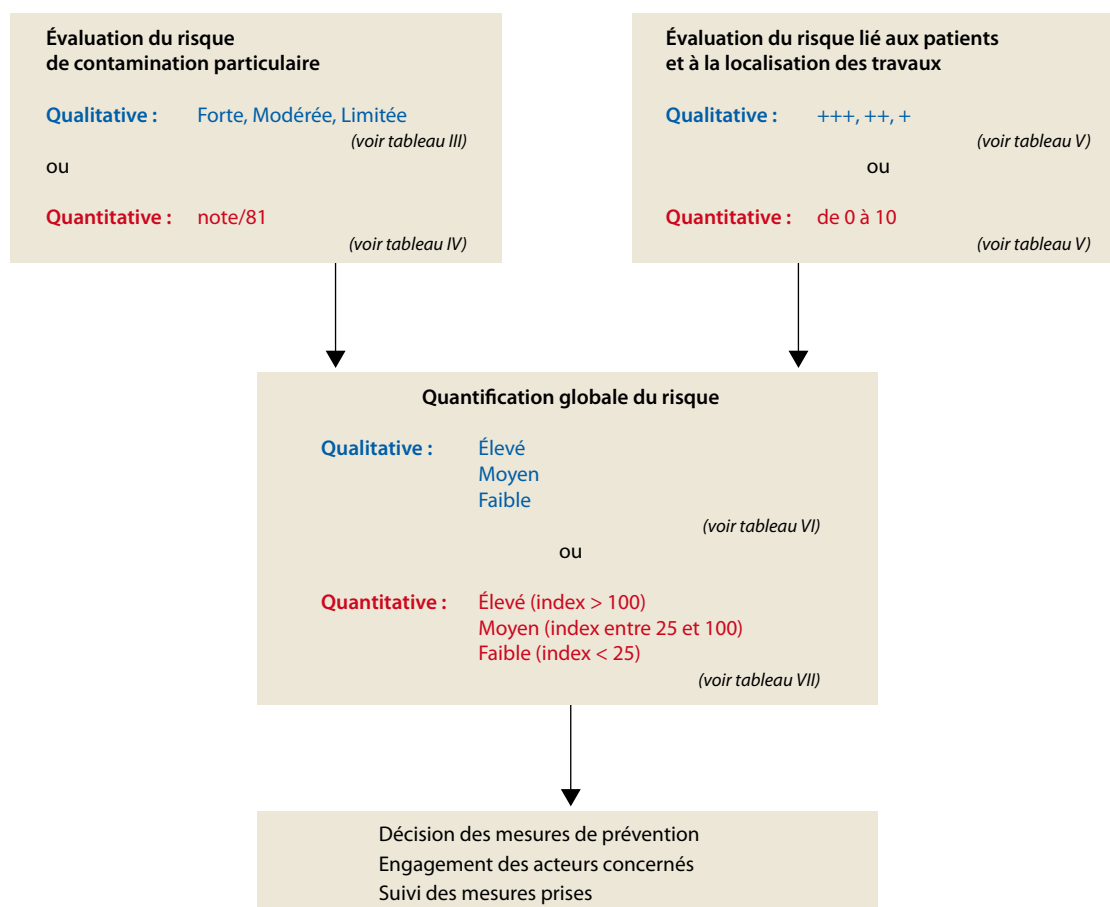 Évaluation du risque
de contamination particulaire
Qualitative : Forte, Modérée, Limitée
(voir tableau III)
ou
Quantitative : note/81
(voir tableau IV)
Évaluation du risque lié aux patients
et à la localisation des travaux
Qualitative : +++, ++, +
(voir tableau V)
ou
Quantitative : de 0 à 10
(voir tableau V)
Quantification globale du risque
Qualitative : Élevé
Moyen
Faible
(voir tableau VI)
ou
Quantitative : Élevé (index > 100)
Moyen (index entre 25 et 100)
Faible (index < 25)
(voir tableau VII)
Décision des mesures de prévention
Engagement des acteurs concernés
Suivi des mesures prises